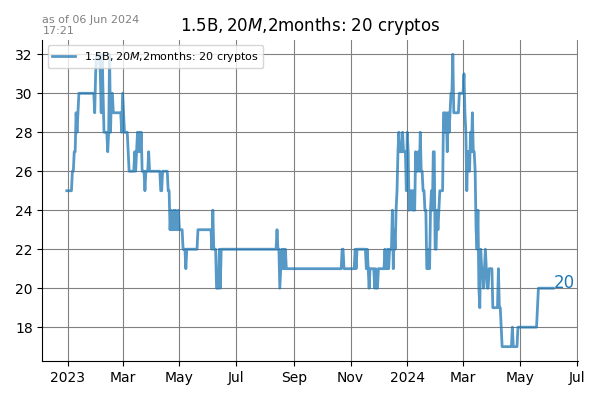 as of 06 Jun 2024
17:21
1.5B, 20M,2months: 20 cryptos
1.5B,20M,2months: 20 cryptos
32
30
28
26
24
22
20
18
20
2023 Mar May Jul Sep Nov 2024 Mar May Jul